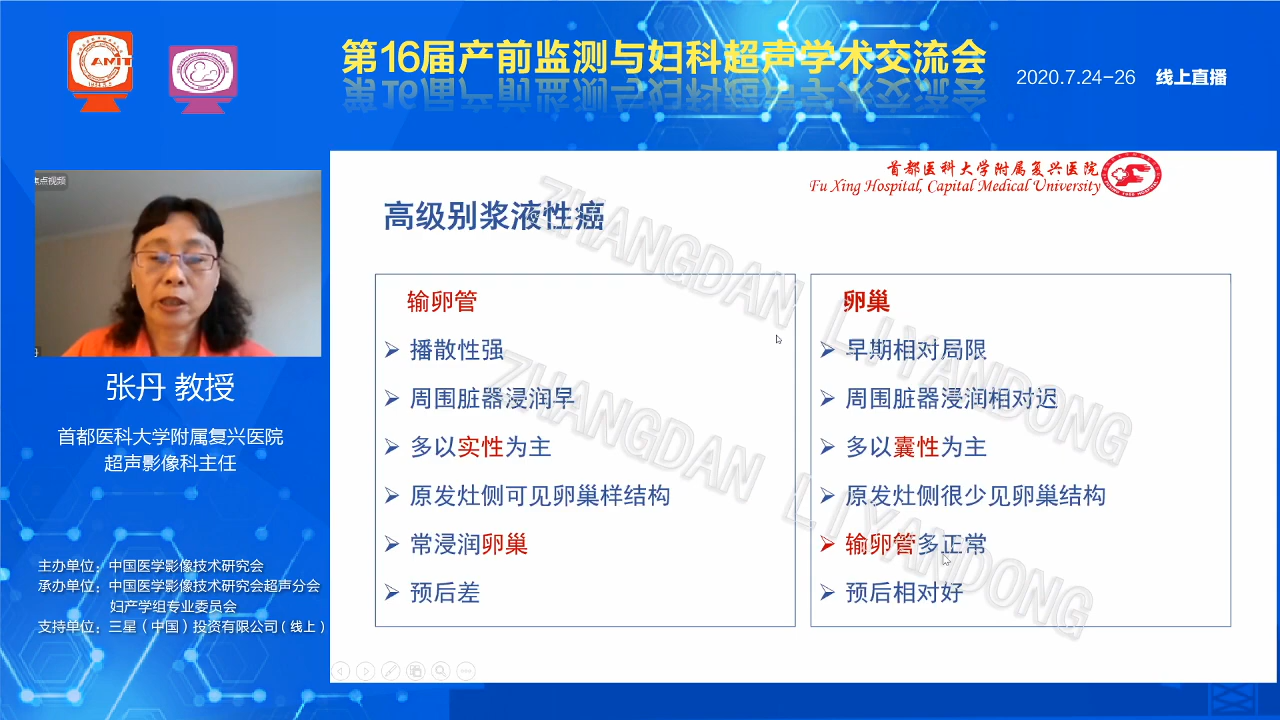 第16届产前监测与妇科超声学术交流会
2020.7.24-26 线上直播
CAMIT
焦点视频
张丹 教授
首都医科大学附属复兴医院
超声影像科主任
主办单位：中国医学影像技术研究会
承办单位：中国医学影像技术研究会超声分会
妇产学组专业委员会
支持单位：三星（中国）投资有限公司（线上）
首都医科大学附属复兴医院
Fu Xing Hospital, Capital Medical University
高级别浆液性癌
输卵管
播散性强
周围脏器浸润早
多以实性为主
原发灶侧可见卵巢样结构
常浸润卵巢
预后差
卵巢
早期相对局限
周围脏器浸润相对迟
多以囊性为主
原发灶侧很少见卵巢结构
输卵管多正常
预后相对好
ZHANGDAN LIYANDONG
ZHANGDAN LIYANDONG